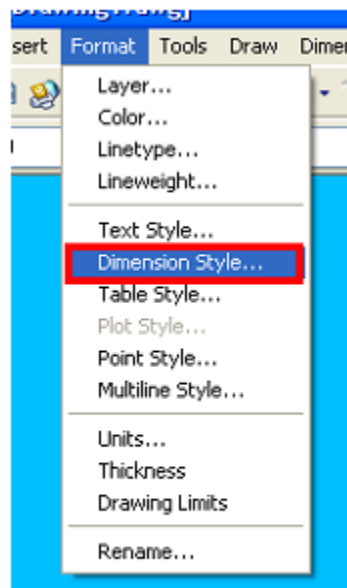 sert Format Tools Draw Dimer
Layer...
Color...
Linetype...
Lineweight...
Text Style...
Dimension Style...
Table Style...
Plot Style...
Point Style...
Multiline Style...
Units...
Thickness
Drawing Limits
Rename...